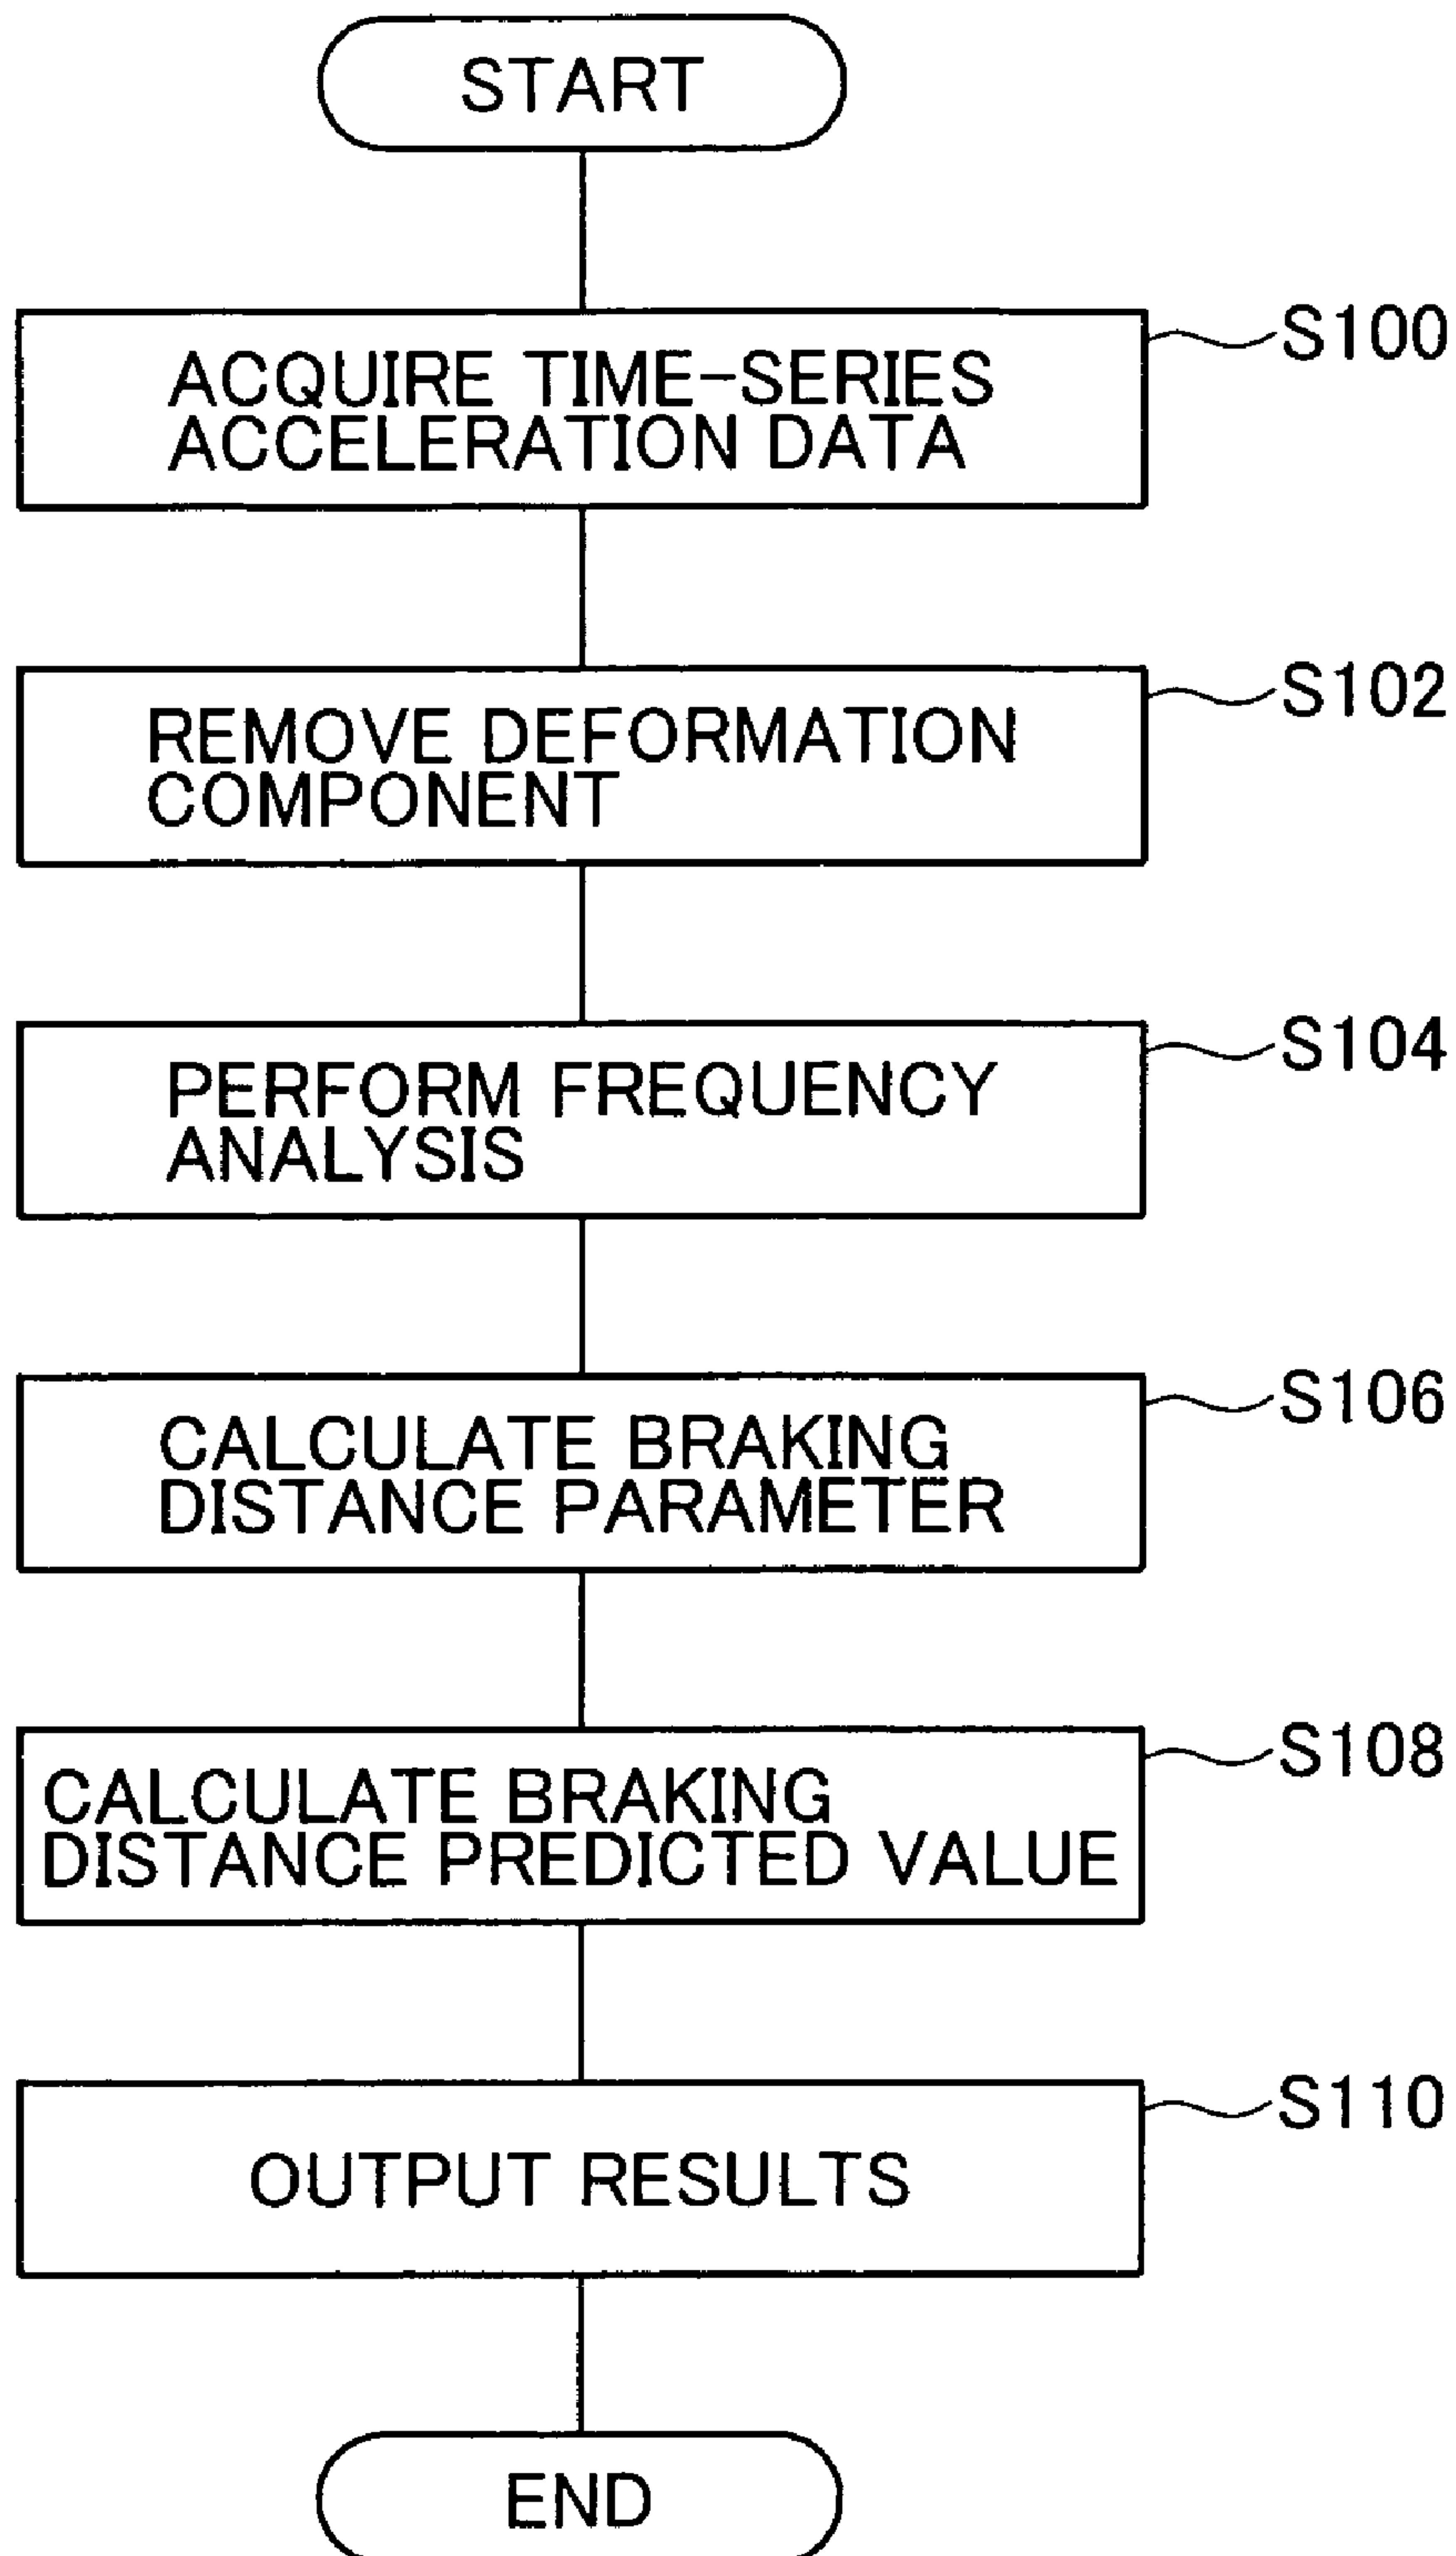 START
S100
ACQUIRE TIME-SERIES
ACCELERATION DATA
S102
REMOVE DEFORMATION
COMPONENT
S104
PERFORM FREQUENCY
ANALYSIS
S106
CALCULATE BRAKING
DISTANCE PARAMETER
S108
CALCULATE BRAKING
DISTANCE PREDICTED VALUE
S110
OUTPUT RESULTS
END